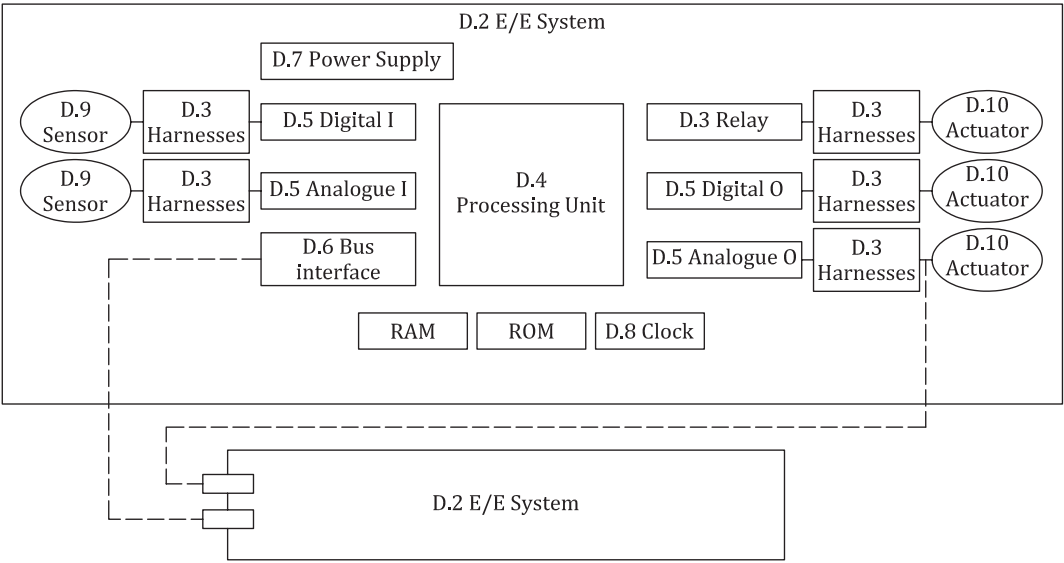 D.2 E/E System
D.7 Power Supply
D.9
Sensor
D.3
Harnesses
D.5 Digital I
D.3 Relay
D.3
Harnesses
D.10
Actuator
D.9
Sensor
D.3
Harnesses
D.5 Analogue I
D.4
Processing Unit
D.5 Digital O
D.3
Harnesses
D.10
Actuator
D.6 Bus
interface
D.5 Analogue O
D.3
Harnesses
D.10
Actuator
RAM
ROM
D.8 Clock
D.2 E/E System